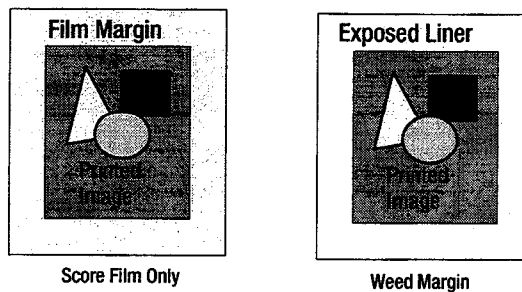 Film Margin
Printed
Image
Score Film Only
Exposed Liner
Printed
Image
Weed Margin